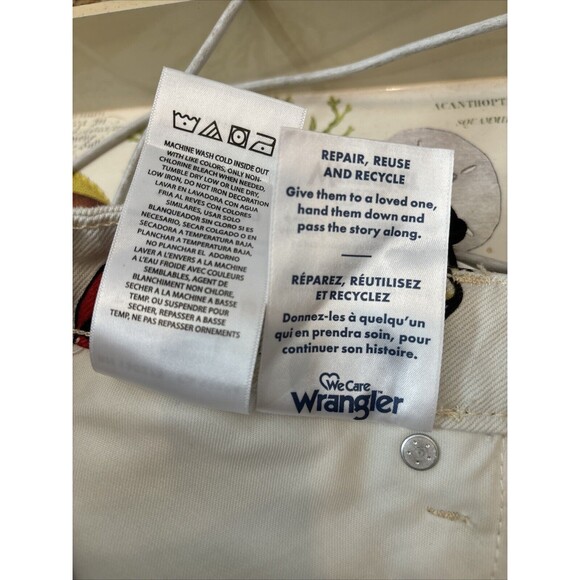 MACHINE WASH COLD INSIDE OUT
WITH LIKE COLORS, ONLY NON-
CHLORINE BLEACH WHEN NEEDED,
TUMBLE DRY LOW OR LINE DRY,
LOW IRON, DO NOT IRON DECORATION
LAVAR EN LAVADORA CON AGUA
FRIA AL REVES CON COLORES
SIMILARES, USAR SOLO
BLANQUEADOR SIN CLORO SI ES
NECESARIO, SECAR COLGADO O EN
SECADORA A TEMPERATURA BAJA,
PLANCHAR A TEMPERATURA BAJA,
NO PLANCHAR EL ADORNO
LAVER A L'ENVERS A LA MACHINE
A L'EAU FROIDE AVEC COULEURS
SEMBLABLES, AGENT DE
BLANCHIMENT NON CHLORE,
SECHER A LA MACHINE A BASSE
TEMP. OU SUSPENDRE POUR
SECHER, REPASSER A BASSE
TEMP, NE PAS REPASSER ORNEMENTS
REPAIR, REUSE
AND RECYCLE
Give them to a loved one,
hand them down and
pass the story along.
RÉPAREZ, RÉUTILISEZ
ET RECYCLEZ
Donnez-les à quelqu'un
qui en prendra soin, pour
continuer son histoire.
We Care
Wrangler™
ACANTHOPT